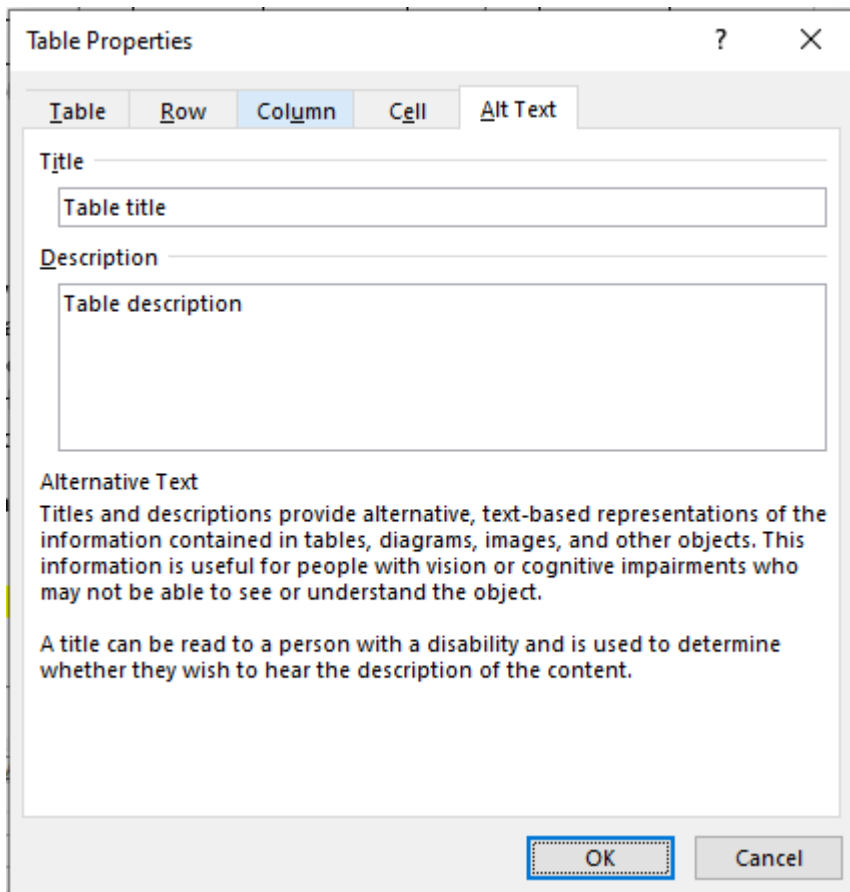 Table Properties ? X
Table Row Column Cell Alt Text
Title
Table title
Description
Table description
Alternative Text
Titles and descriptions provide alternative, text-based representations of the
information contained in tables, diagrams, images, and other objects. This
information is useful for people with vision or cognitive impairments who
may not be able to see or understand the object.
A title can be read to a person with a disability and is used to determine
whether they wish to hear the description of the content.
OK Cancel